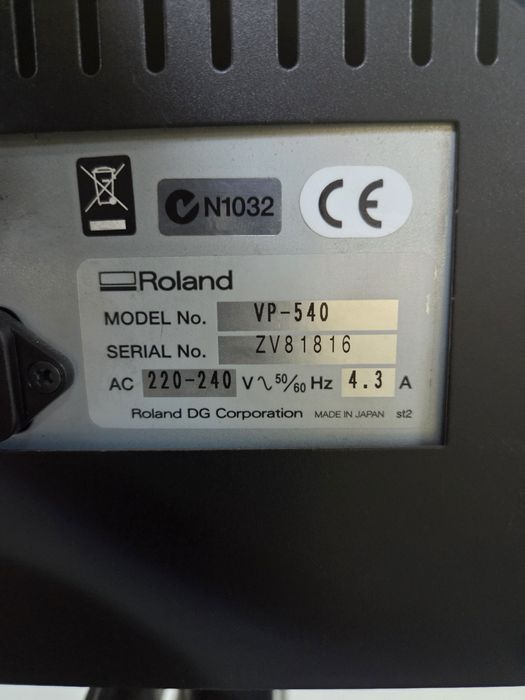 N1032
CE
Roland
MODEL No. VP-540
SERIAL No. ZV81816
AC 220-240 V ∿ 50/60 Hz 4.3 A
Roland DG Corporation MADE IN JAPAN st2